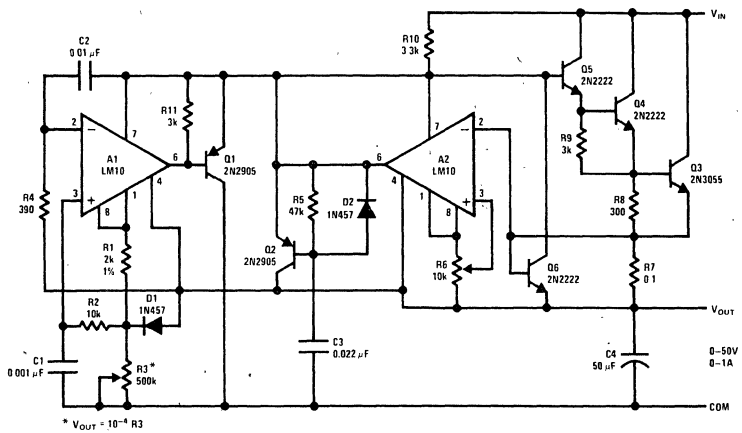 C2
0 01 μF
2
7
A1
LM10
6
3
4
8
1
R4
390
R11
3k
Q1
2N2905
R1
2k
1%
R2
10k
D1
1N457
C1
0 001 μF
R3*
500k
* VOUT = 10⁻⁴ R3
R5
47k
D2
1N457
Q2
2N2905
C3
0.022 μF
R10
3 3k
7
6
A2
LM10
2
4
1
8
3
R6
10k
Q5
2N2222
Q4
2N2222
R9
3k
Q3
2N3055
R8
300
Q6
2N2222
R7
0 1
C4
50 μF
VIN
VOUT
0–50V
0–1A
COM